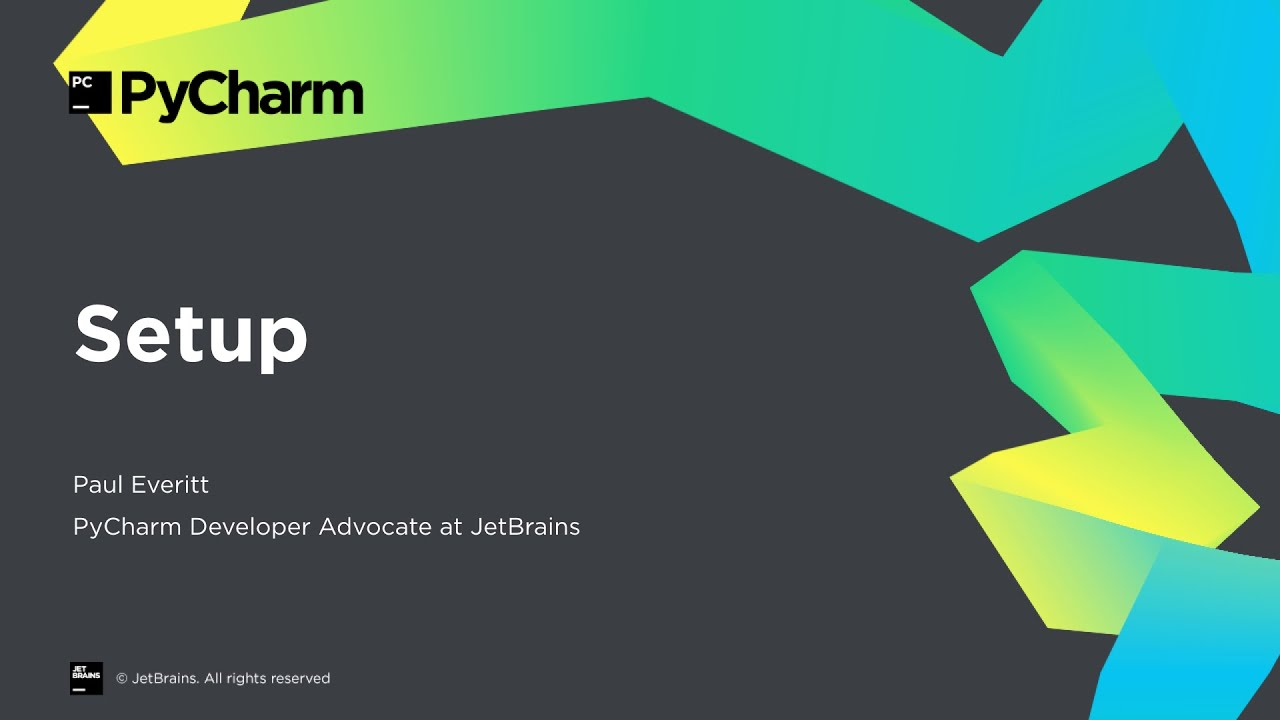 PC
PyCharm
Setup
Paul Everitt
PyCharm Developer Advocate at JetBrains
JET
BRAINS
© JetBrains. All rights reserved